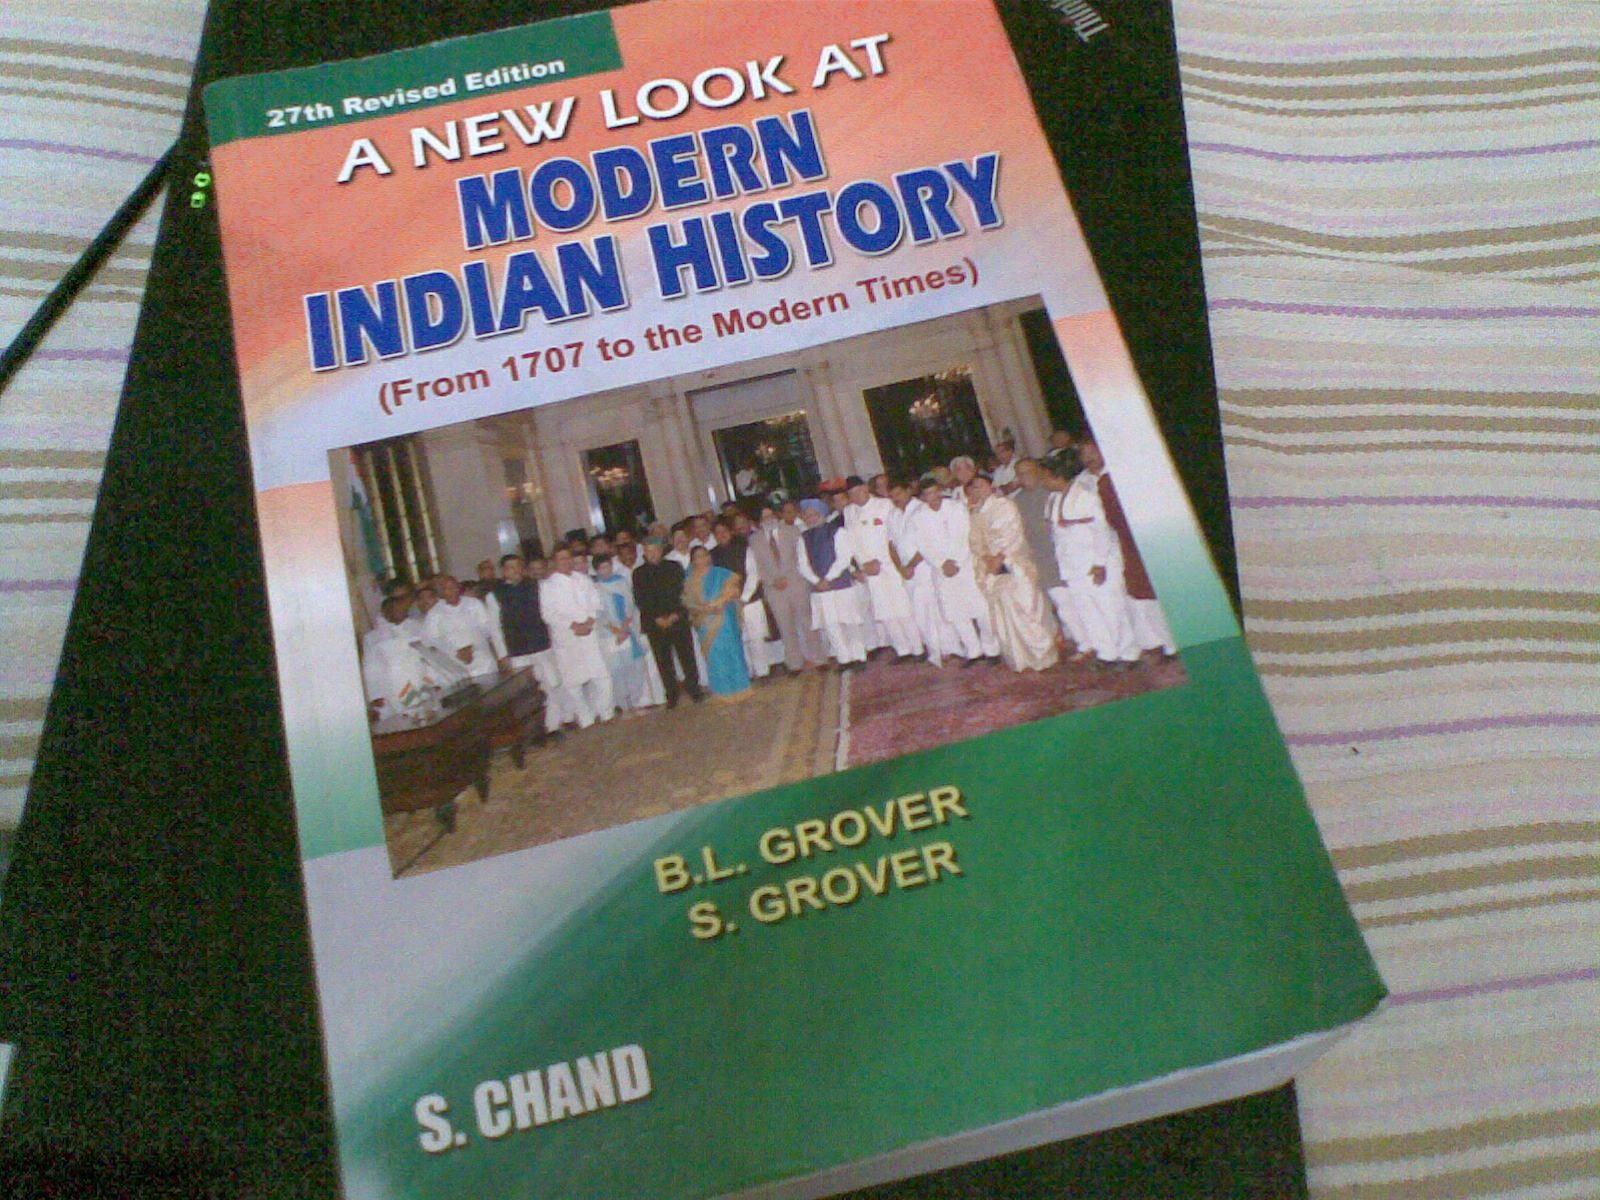 27th Revised Edition
A NEW LOOK AT
MODERN
INDIAN HISTORY
(From 1707 to the Modern Times)
B.L. GROVER
S. GROVER
S. CHAND